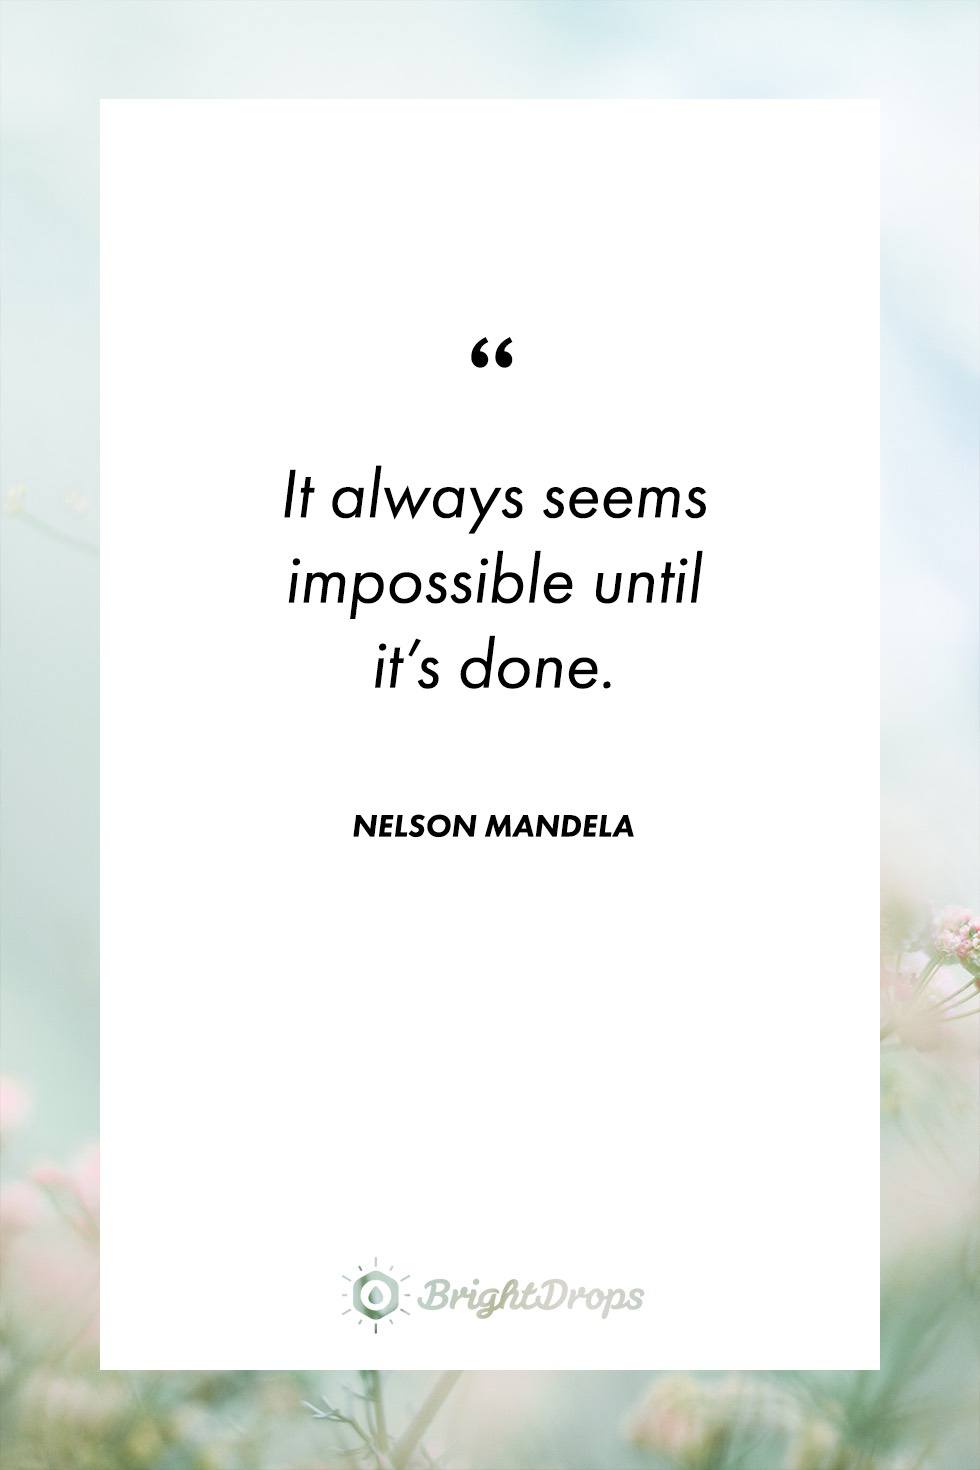 “
It always seems
impossible until
it’s done.
NELSON MANDELA
BrightDrops